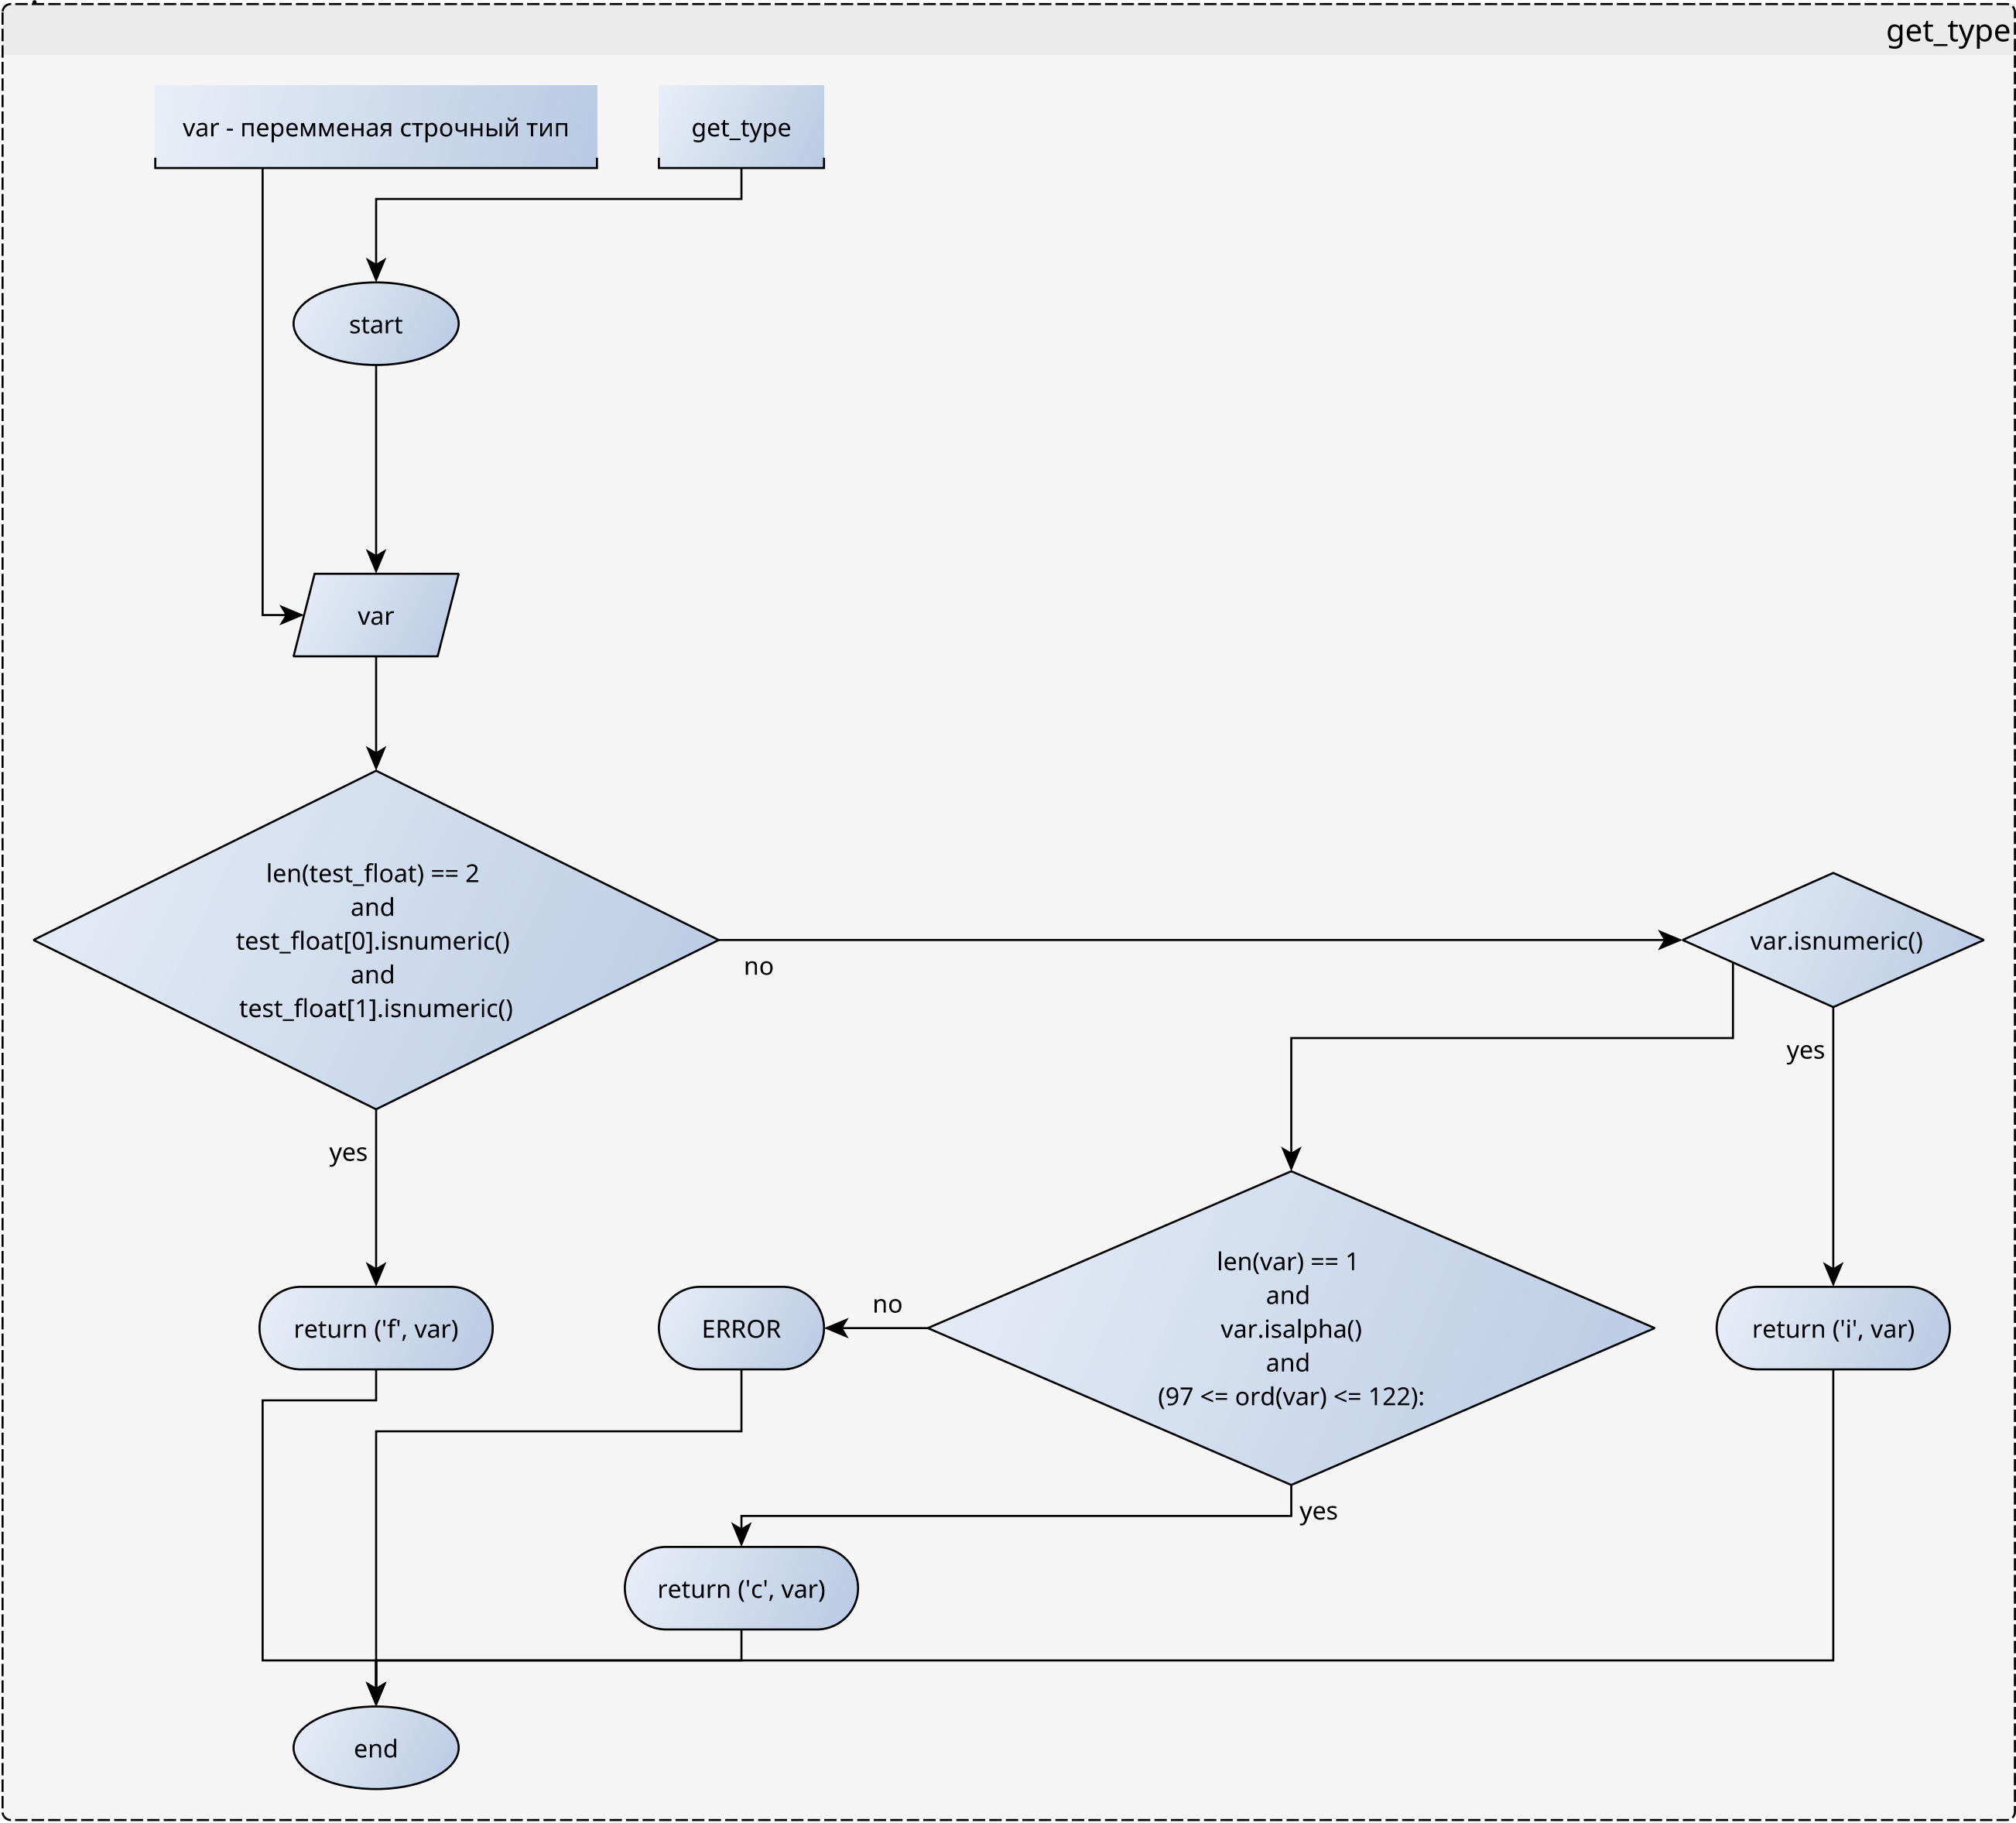 get_type
var - перемменая строчный тип
get_type
start
var
len(test_float) == 2
and
test_float[0].isnumeric()
and
test_float[1].isnumeric()
no
var.isnumeric()
yes
yes
len(var) == 1
and
var.isalpha()
and
(97 <= ord(var) <= 122):
no
ERROR
return ('f', var)
return ('i', var)
yes
return ('c', var)
end